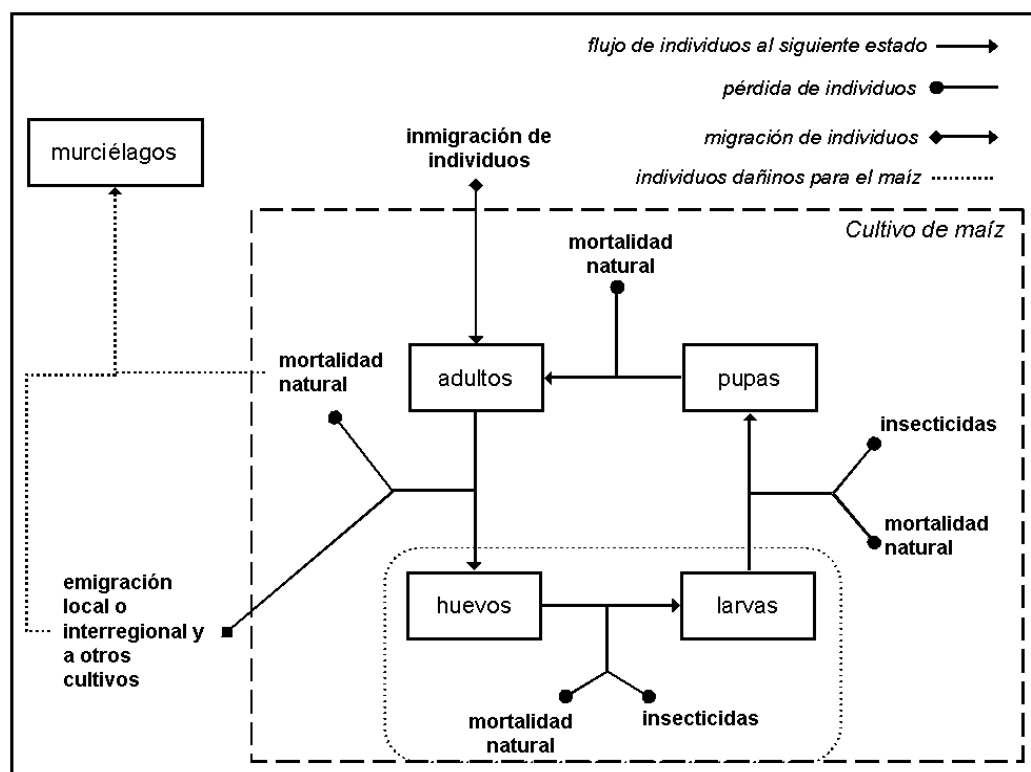 flujo de individuos al siguiente estado
pérdida de individuos
migración de individuos
individuos dañinos para el maíz
murciélagos
inmigración de
individuos
Cultivo de maíz
mortalidad
natural
mortalidad
natural
adultos
pupas
insecticidas
mortalidad
natural
emigración
local o
interregional y
a otros
cultivos
huevos
larvas
mortalidad
natural
insecticidas